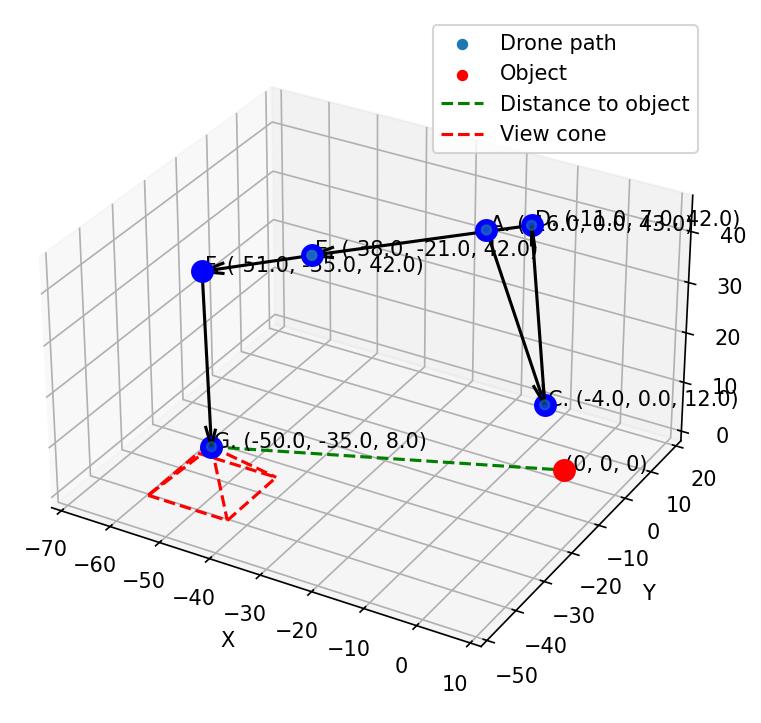 Drone path
Object
Distance to object
View cone
D. (-11.0, 7.0, 42.0)
A. (
F. (-51.0, -35.0, 42.0)
E. (-38.0, -21.0, 42.0)
C. (-4.0, 0.0, 12.0)
G. (-50.0, -35.0, 8.0)
(0, 0, 0)
40
30
20
10
0
20
10
0
−10
−20
−30
−40
−50
Y
−70
−60
−50
−40
−30
−20
−10
0
10
X